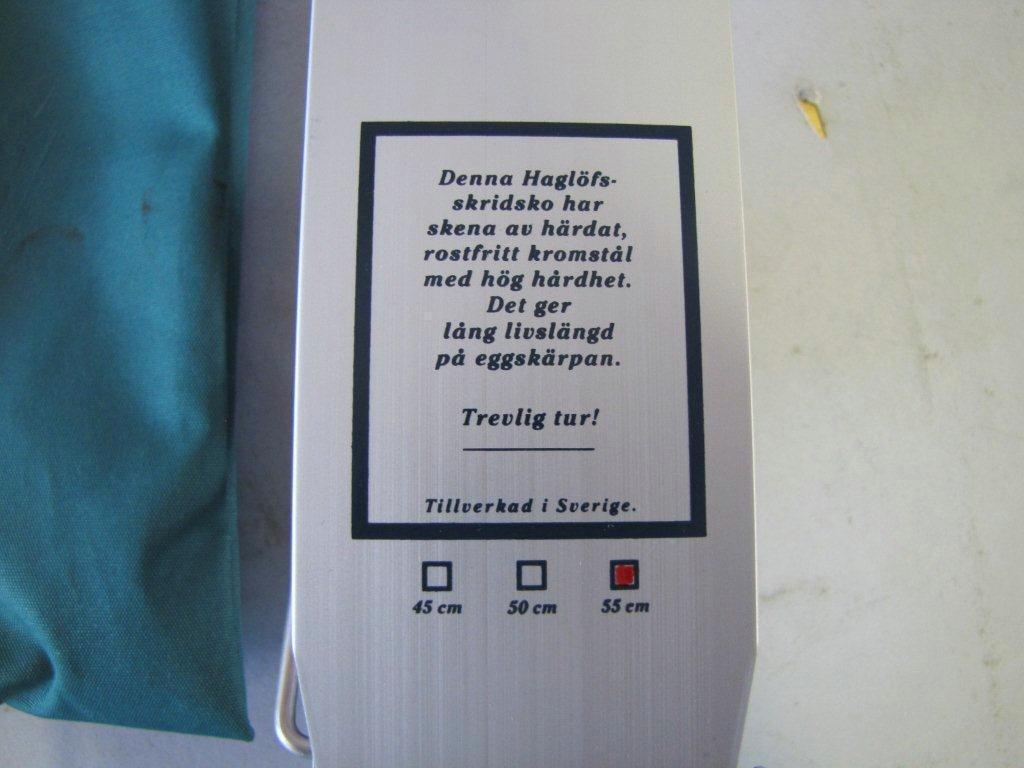 Denna Haglöfs-
skridsko har
skena av härdat,
rostfritt kromstål
med hög hårdhet.
Det ger
lång livslängd
på eggskärpan.
Trevlig tur!
Tillverkad i Sverige.
45 cm 50 cm 55 cm